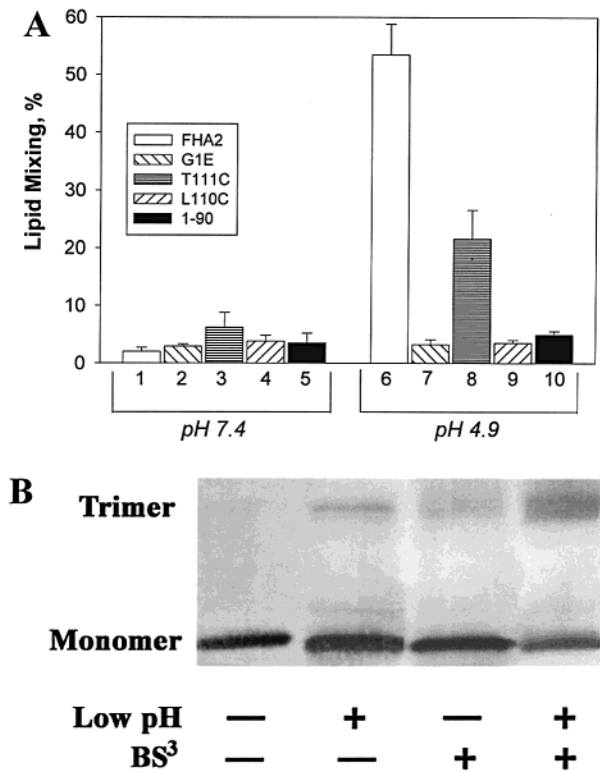 A
Lipid Mixing, %
60
50
40
30
20
10
0
FHA2
G1E
T111C
L110C
1-90
1 2 3 4 5 6 7 8 9 10
pH 7.4 pH 4.9
B
Trimer
Monomer
Low pH — + — +
BS³ — — + +